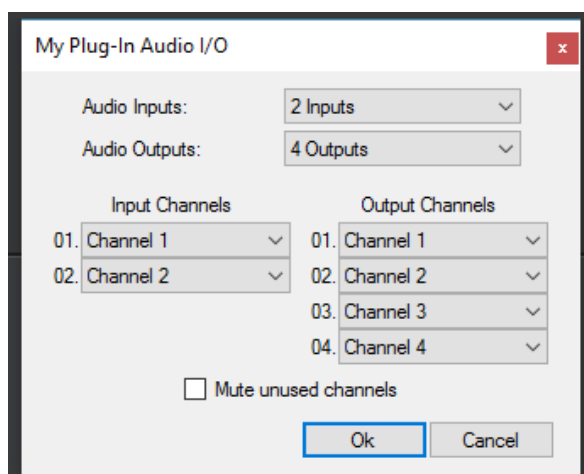 My Plug-In Audio I/O
x
Audio Inputs: 2 Inputs
Audio Outputs: 4 Outputs
Input Channels Output Channels
01. Channel 1 01. Channel 1
02. Channel 2 02. Channel 2
03. Channel 3
04. Channel 4
Mute unused channels
Ok Cancel